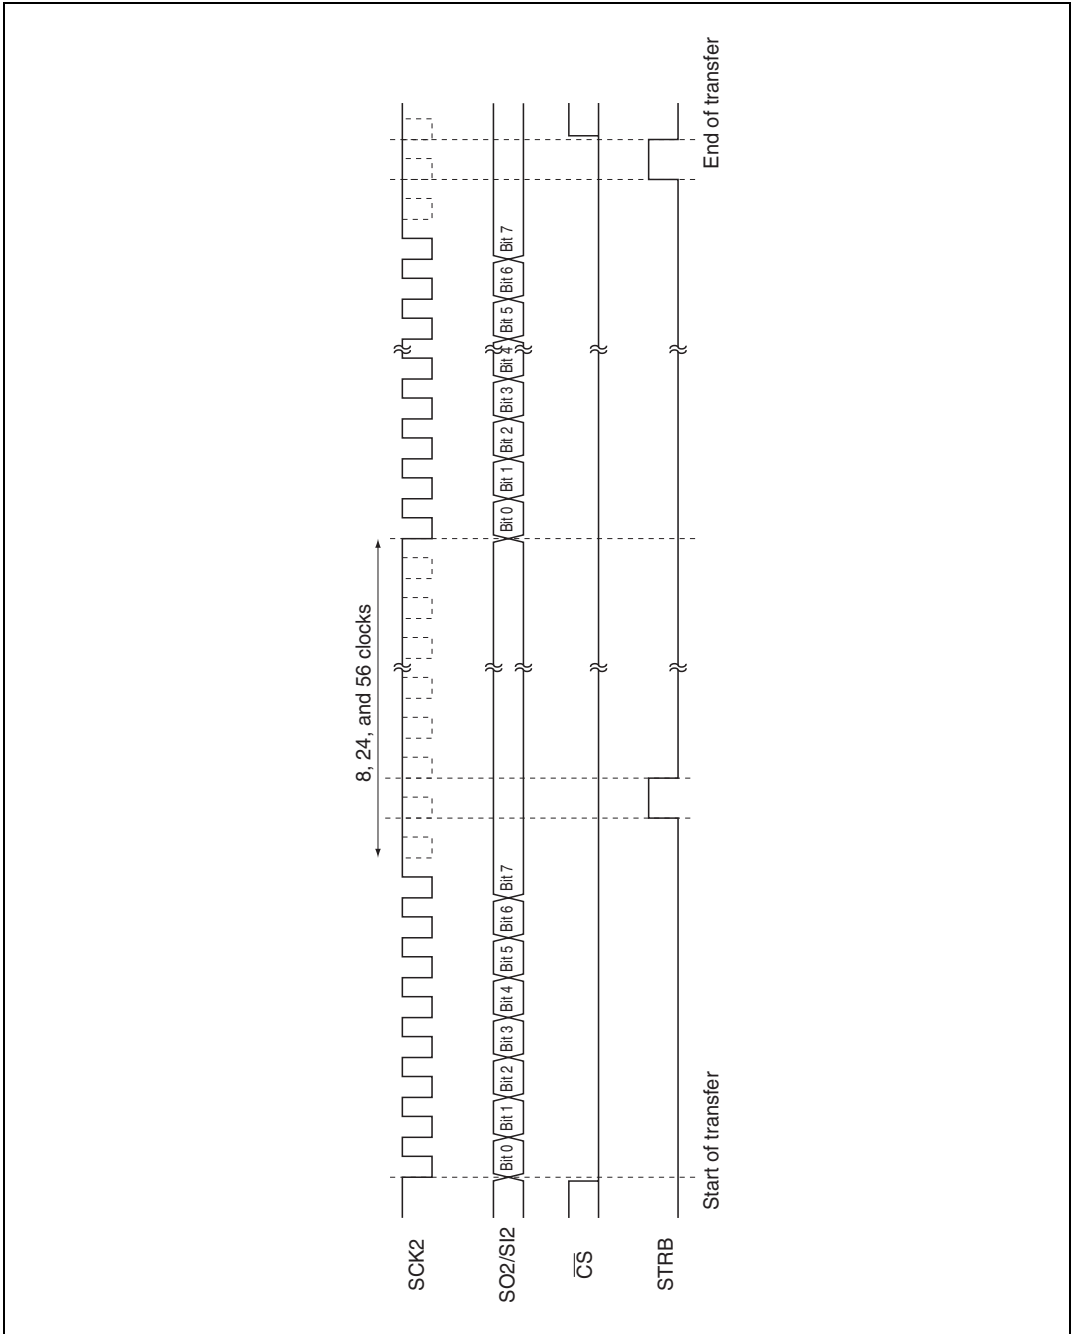 8, 24, and 56 clocks
SCK2
SO2/SI2
Bit 0
Bit 1
Bit 2
Bit 3
Bit 4
Bit 5
Bit 6
Bit 7
Bit 0
Bit 1
Bit 2
Bit 3
Bit 4
Bit 5
Bit 6
Bit 7
C̅S̅
STRB
Start of transfer
End of transfer